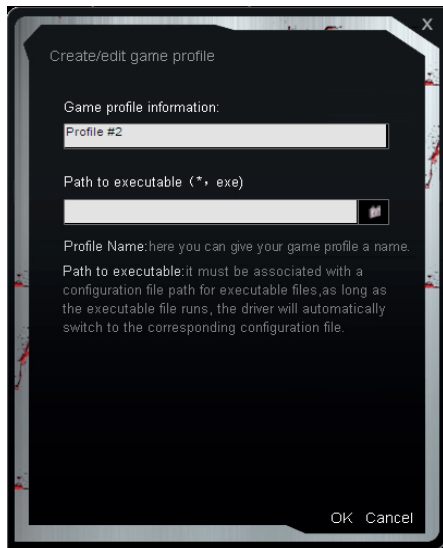 X
Create/edit game profile
Game profile information:
Profile #2
Path to executable (*, exe)
Profile Name:here you can give your game profile a name.
Path to executable:it must be associated with a
configuration file path for executable files,as long as
the executable file runs, the driver will automatically
switch to the corresponding configuration file.
OK Cancel